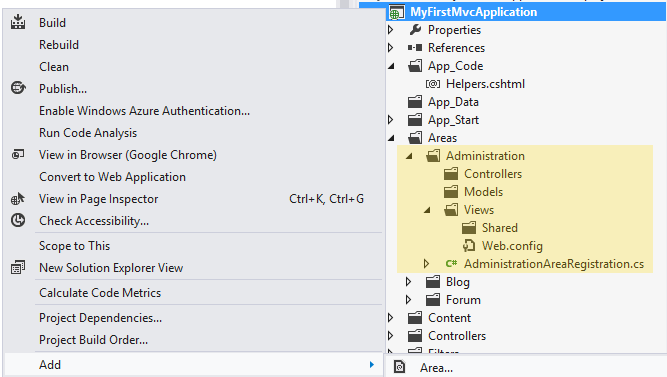 Build
Rebuild
Clean
Publish...
Enable Windows Azure Authentication...
Run Code Analysis
View in Browser (Google Chrome)
Convert to Web Application
View in Page Inspector Ctrl+K, Ctrl+G
Check Accessibility...
Scope to This
New Solution Explorer View
Calculate Code Metrics
Project Dependencies...
Project Build Order...
Add
MyFirstMvcApplication
Properties
References
App_Code
[@] Helpers.cshtml
App_Data
App_Start
Areas
Administration
Controllers
Models
Views
Shared
Web.config
C# AdministrationAreaRegistration.cs
Blog
Forum
Content
Controllers
Filters
Area...